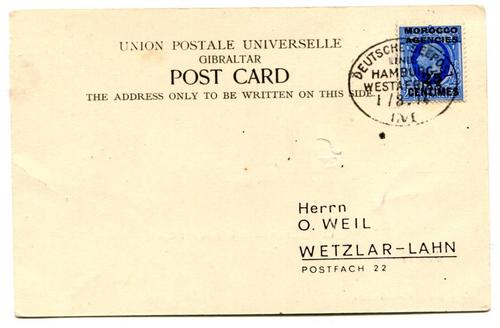 UNION POSTALE UNIVERSELLE
GIBRALTAR
POST CARD
THE ADDRESS ONLY TO BE WRITTEN ON THIS SIDE
MOROCCO
AGENCIES
CENTIMES
DEUTSCHE
HAMBURG
Herrn
O. WEIL
WETZLAR-LAHN
POSTFACH 22